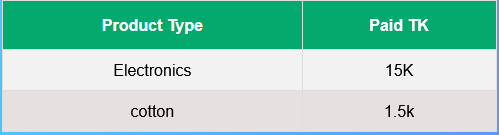 Product Type Paid TK
Electronics 15K
cotton 1.5k